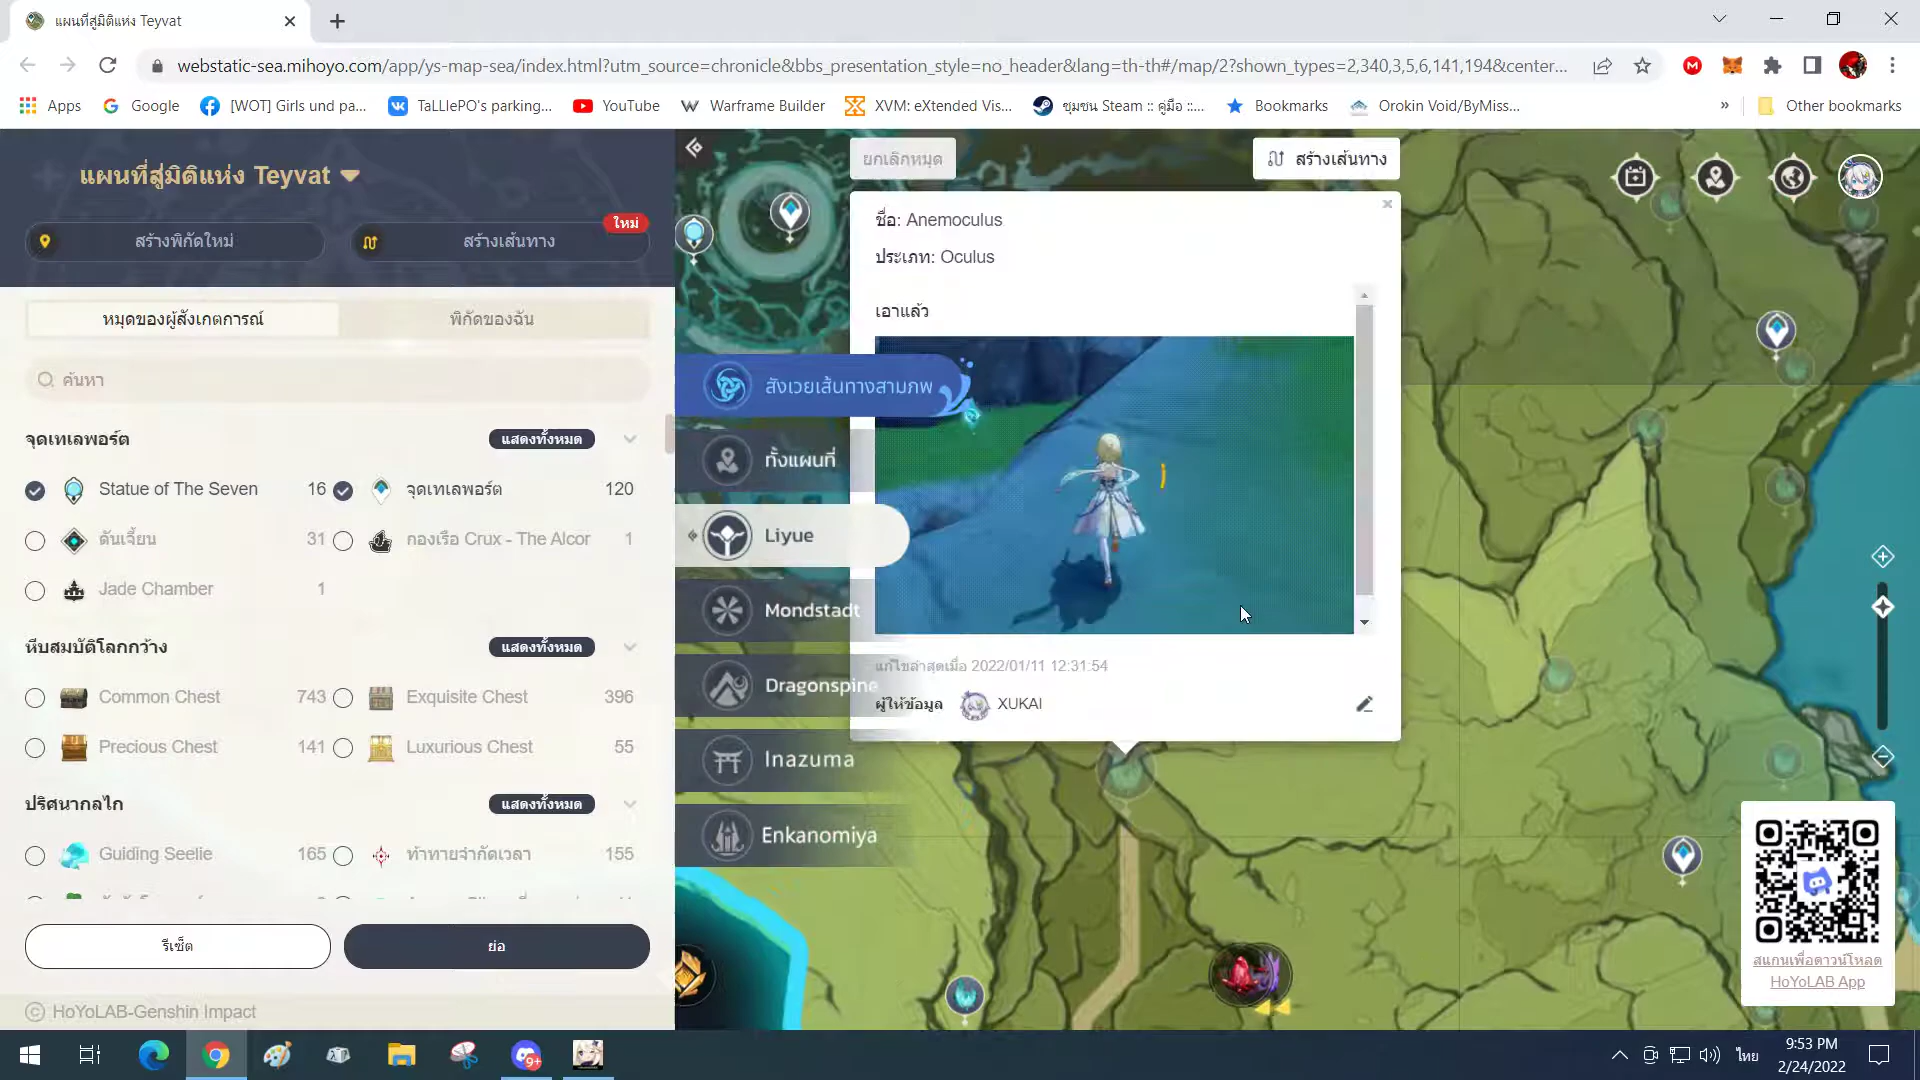 แผนที่สู่มิติแห่ง Teyvat
webstatic-sea.mihoyo.com/app/ys-map-sea/index.html?utm_source=chronicle&bbs_presentation_style=no_header&lang=th-th#/map/2?shown_types=2,340,3,5,6,141,194&center...
Apps
Google
[WOT] Girls und pa...
TaLLIePO's parking...
YouTube
Warframe Builder
XVM: eXtended Vis...
ชุมชน Steam :: คู่มือ ::...
Bookmarks
Orokin Void/ByMiss...
»
Other bookmarks
แผนที่สู่มิติแห่ง Teyvat
ใหม่
สร้างพิกัดใหม่
สร้างเส้นทาง
หมุดของผู้สังเกตการณ์
พิกัดของฉัน
ค้นหา
จุดเทเลพอร์ต
แสดงทั้งหมด
Statue of The Seven 16
จุดเทเลพอร์ต 120
ดันเจี้ยน 31
กองเรือ Crux - The Alcor 1
Jade Chamber 1
หีบสมบัติโลกกว้าง
แสดงทั้งหมด
Common Chest 743
Exquisite Chest 396
Precious Chest 141
Luxurious Chest 55
ปริศนากลไก
แสดงทั้งหมด
Guiding Seelie 165
ท้าทายจำกัดเวลา 155
รีเซ็ต
ย่อ
HoYoLAB-Genshin Impact
ยกเลิกหมุด
สร้างเส้นทาง
ชื่อ: Anemoculus
ประเภท: Oculus
เอาแล้ว
แก้ไขล่าสุดเมื่อ 2022/01/11 12:31:54
ผู้ให้ข้อมูล XUKAI
สังเวยเส้นทางสามภพ
ทั้งแผนที่
Liyue
Mondstadt
Dragonspine
Inazuma
Enkanomiya
สแกนเพื่อดาวน์โหลด
HoYoLAB App
9+
ไทย
9:53 PM
2/24/2022